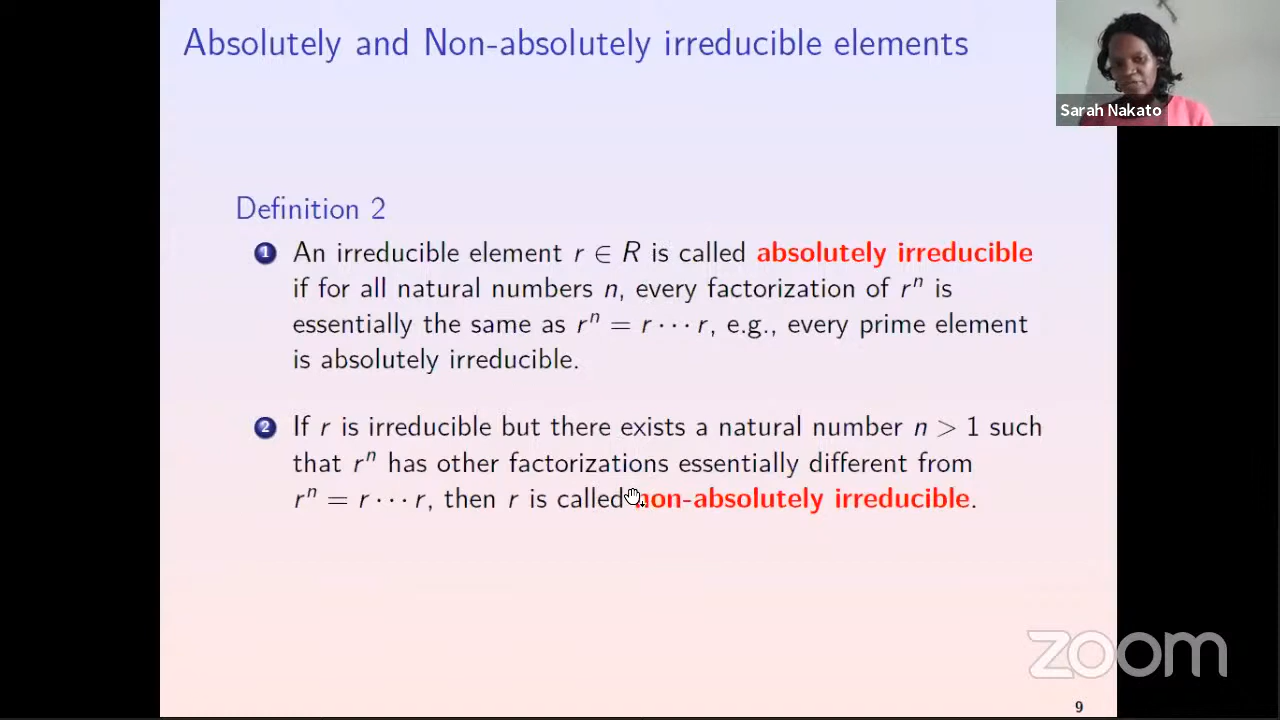 Absolutely and Non-absolutely irreducible elements
Sarah Nakato
Definition 2
1 An irreducible element r ∈ R is called absolutely irreducible
if for all natural numbers n, every factorization of rⁿ is
essentially the same as rⁿ = r ··· r, e.g., every prime element
is absolutely irreducible.
2 If r is irreducible but there exists a natural number n > 1 such
that rⁿ has other factorizations essentially different from
rⁿ = r ··· r, then r is called non-absolutely irreducible.
zoom
9